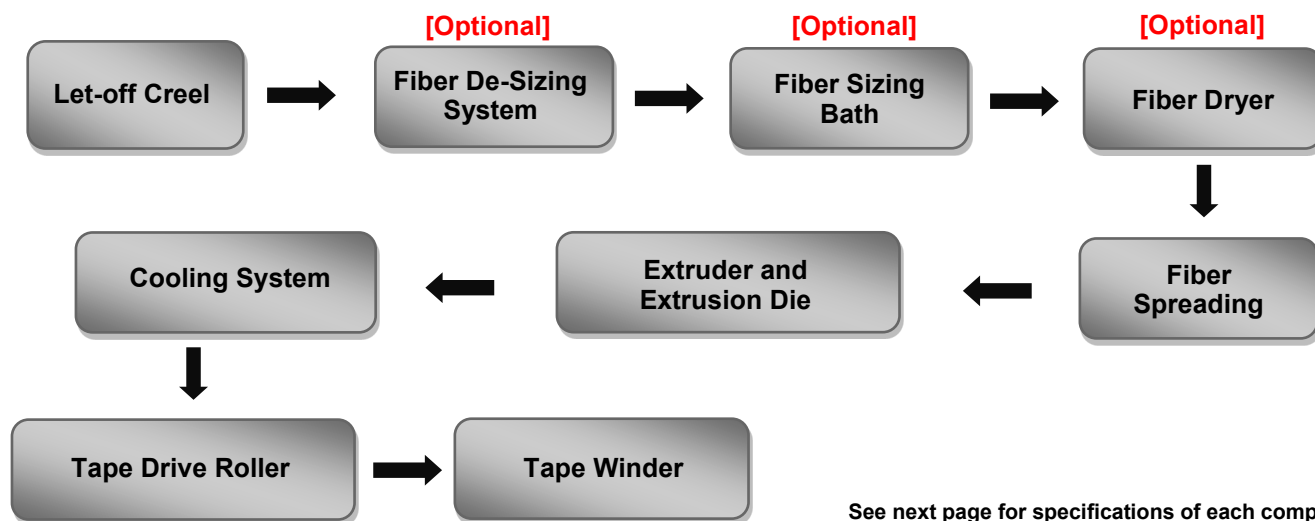 [Optional]
[Optional]
[Optional]
Let-off Creel
Fiber De-Sizing
System
Fiber Sizing
Bath
Fiber Dryer
Cooling System
Extruder and
Extrusion Die
Fiber
Spreading
Tape Drive Roller
Tape Winder
See next page for specifications of each comp